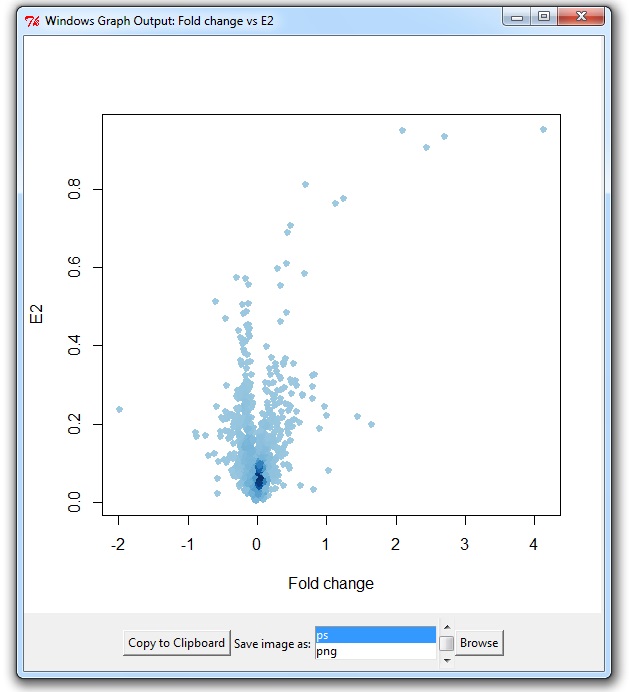 Windows Graph Output: Fold change vs E2
0.8
0.6
E2
0.4
0.2
0.0
-2 -1 0 1 2 3 4
Fold change
Copy to Clipboard Save image as: ps Browse
png